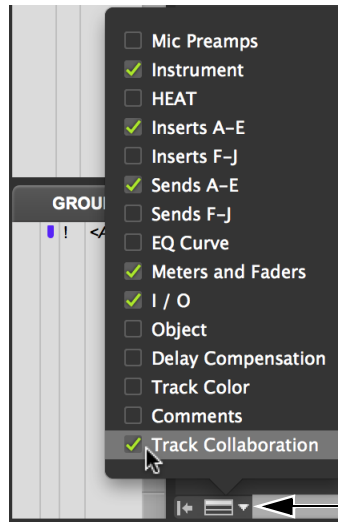 Mic Preamps
Instrument
HEAT
Inserts A–E
Inserts F–J
Sends A–E
Sends F–J
EQ Curve
Meters and Faders
I / O
Object
Delay Compensation
Track Color
Comments
Track Collaboration
GROU
! <A